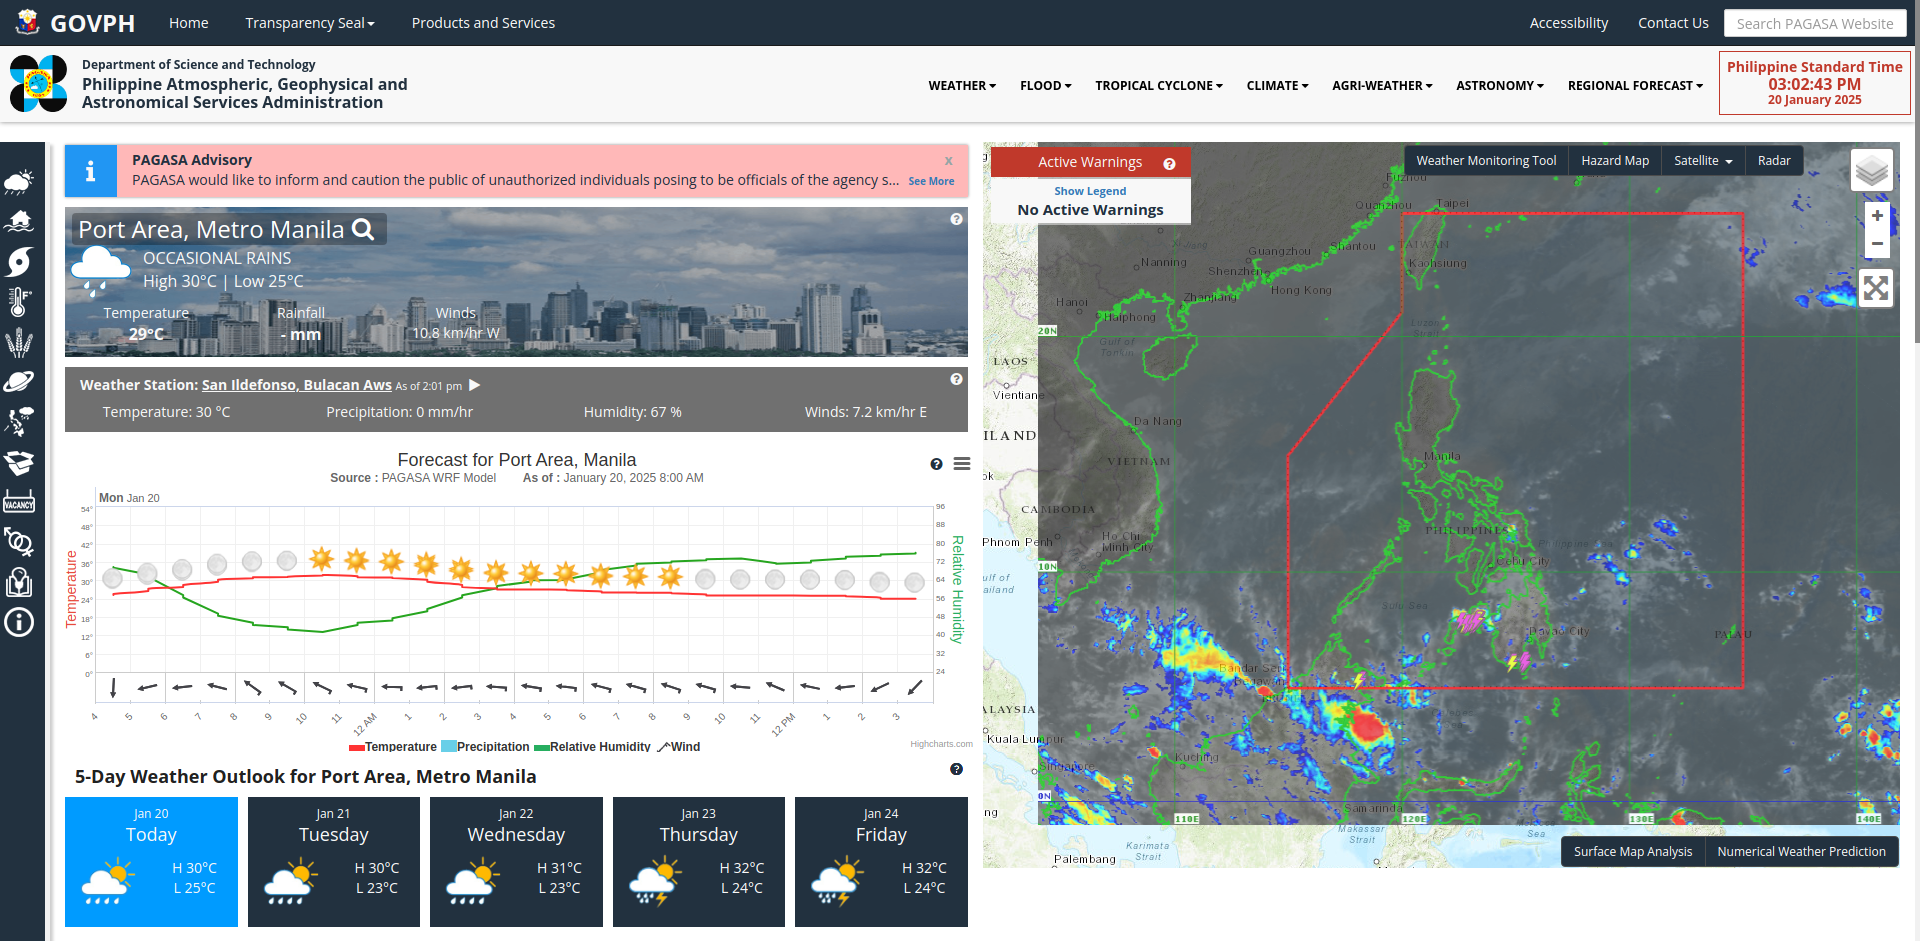 GOVPH
Home
Transparency Seal
Products and Services
Accessibility
Contact Us
Search PAGASA Website
Department of Science and Technology
Philippine Atmospheric, Geophysical and
Astronomical Services Administration
WEATHER
FLOOD
TROPICAL CYCLONE
CLIMATE
AGRI-WEATHER
ASTRONOMY
REGIONAL FORECAST
Philippine Standard Time
03:02:43 PM
20 January 2025
VACANCY
PAGASA Advisory
x
PAGASA would like to inform and caution the public of unauthorized individuals posing to be officials of the agency s... See More
Port Area, Metro Manila
OCCASIONAL RAINS
High 30°C | Low 25°C
Temperature
29°C
Rainfall
- mm
Winds
10.8 km/hr W
Weather Station: San Ildefonso, Bulacan Aws As of 2:01 pm
Temperature: 30 °C
Precipitation: 0 mm/hr
Humidity: 67 %
Winds: 7.2 km/hr E
Forecast for Port Area, Manila
Source : PAGASA WRF Model As of : January 20, 2025 8:00 AM
Mon Jan 20
Temperature
54°
48°
42°
36°
30°
24°
18°
12°
6°
0°
96
88
80
72
64
56
48
40
32
24
Relative Humidity
4 5 6 7 8 9 10 11 12 AM 1 2 3 4 5 6 7 8 9 10 11 12 PM 1 2 3
Temperature Precipitation Relative Humidity Wind
Highcharts.com
5-Day Weather Outlook for Port Area, Metro Manila
Jan 20
Today
H 30°C
L 25°C
Jan 21
Tuesday
H 30°C
L 23°C
Jan 22
Wednesday
H 31°C
L 23°C
Jan 23
Thursday
H 32°C
L 24°C
Jan 24
Friday
H 32°C
L 24°C
Active Warnings
Show Legend
No Active Warnings
Weather Monitoring Tool
Hazard Map
Satellite
Radar
+
−
Fuzhou
Quanzhou
Taipei
TAIWAN
Kaohsiung
Shantou
Guangzhou
Shenzhen
Hong Kong
Nanning
Zhanjiang
Hanoi
Haiphong
Gulf of
Tonkin
Luzon
Strait
20N
LAOS
Vientiane
Da Nang
ILAND
VIETNAM
Manila
CAMBODIA
Phnom Penh
Ho Chi
Minh City
PHILIPPINES
Philippine Sea
Cebu City
10N
ulf of
ailand
Sulu Sea
Davao City
PALAU
Bandar Seri
Begawan
ALAYSIA
Kuala Lumpur
Kuching
Singapore
0N
Samarinda
110E
120E
130E
140E
ng
Palembang
Karimata
Strait
Makassar
Strait
Sea
Surface Map Analysis
Numerical Weather Prediction